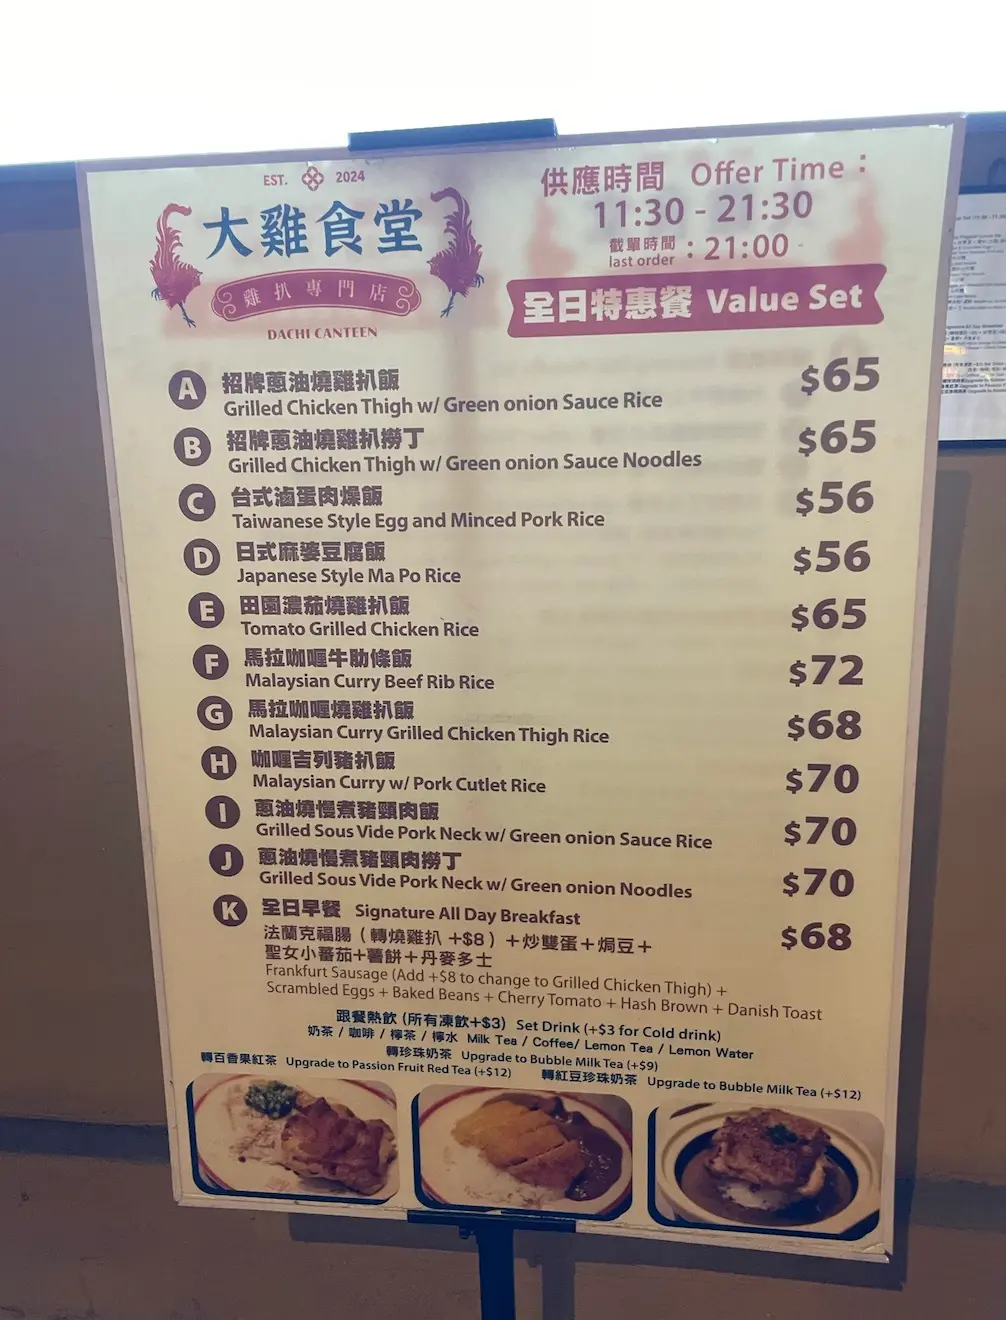 EST. 2024
大雞食堂
雞扒專門店
DACHI CANTEEN
供應時間 Offer Time：
11:30 - 21:30
截單時間
last order
：21:00
全日特惠餐 Value Set
A 招牌蔥油燒雞扒飯 $65
Grilled Chicken Thigh w/ Green onion Sauce Rice
B 招牌蔥油燒雞扒撈丁 $65
Grilled Chicken Thigh w/ Green onion Sauce Noodles
C 台式滷蛋肉燥飯 $56
Taiwanese Style Egg and Minced Pork Rice
D 日式麻婆豆腐飯 $56
Japanese Style Ma Po Rice
E 田園濃茄燒雞扒飯 $65
Tomato Grilled Chicken Rice
F 馬拉咖喱牛肋條飯 $72
Malaysian Curry Beef Rib Rice
G 馬拉咖喱燒雞扒飯 $68
Malaysian Curry Grilled Chicken Thigh Rice
H 咖喱吉列豬扒飯 $70
Malaysian Curry w/ Pork Cutlet Rice
I 蔥油燒慢煮豬頸肉飯 $70
Grilled Sous Vide Pork Neck w/ Green onion Sauce Rice
J 蔥油燒慢煮豬頸肉撈丁 $70
Grilled Sous Vide Pork Neck w/ Green onion Noodles
K 全日早餐 Signature All Day Breakfast $68
法蘭克福腸（轉燒雞扒 +$8）＋炒雙蛋＋焗豆＋
聖女小蕃茄＋薯餅＋丹麥多士
Frankfurt Sausage (Add +$8 to change to Grilled Chicken Thigh) +
Scrambled Eggs + Baked Beans + Cherry Tomato + Hash Brown + Danish Toast
跟餐熱飲 (所有凍飲+$3) Set Drink (+$3 for Cold drink)
奶茶 / 咖啡 / 檸茶 / 檸水 Milk Tea / Coffee/ Lemon Tea / Lemon Water
轉珍珠奶茶 Upgrade to Bubble Milk Tea (+$9)
轉百香果紅茶 Upgrade to Passion Fruit Red Tea (+$12) 轉紅豆珍珠奶茶 Upgrade to Bubble Milk Tea (+$12)